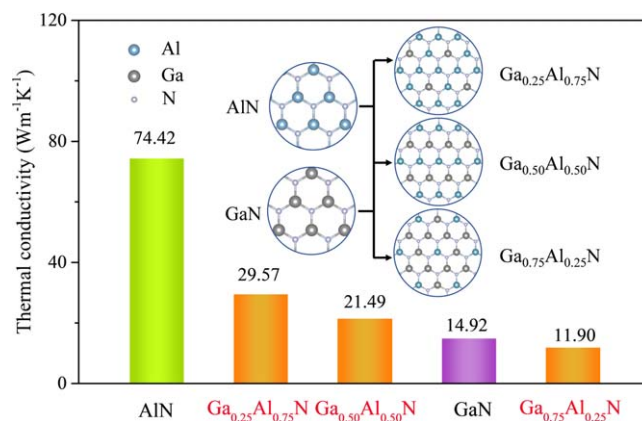 Thermal conductivity (Wm⁻¹K⁻¹)
120
80
40
0
Al
Ga
N
AlN
GaN
Ga₀.₂₅Al₀.₇₅N
Ga₀.₅₀Al₀.₅₀N
Ga₀.₇₅Al₀.₂₅N
74.42
29.57
21.49
14.92
11.90
AlN
Ga₀.₂₅Al₀.₇₅N
Ga₀.₅₀Al₀.₅₀N
GaN
Ga₀.₇₅Al₀.₂₅N